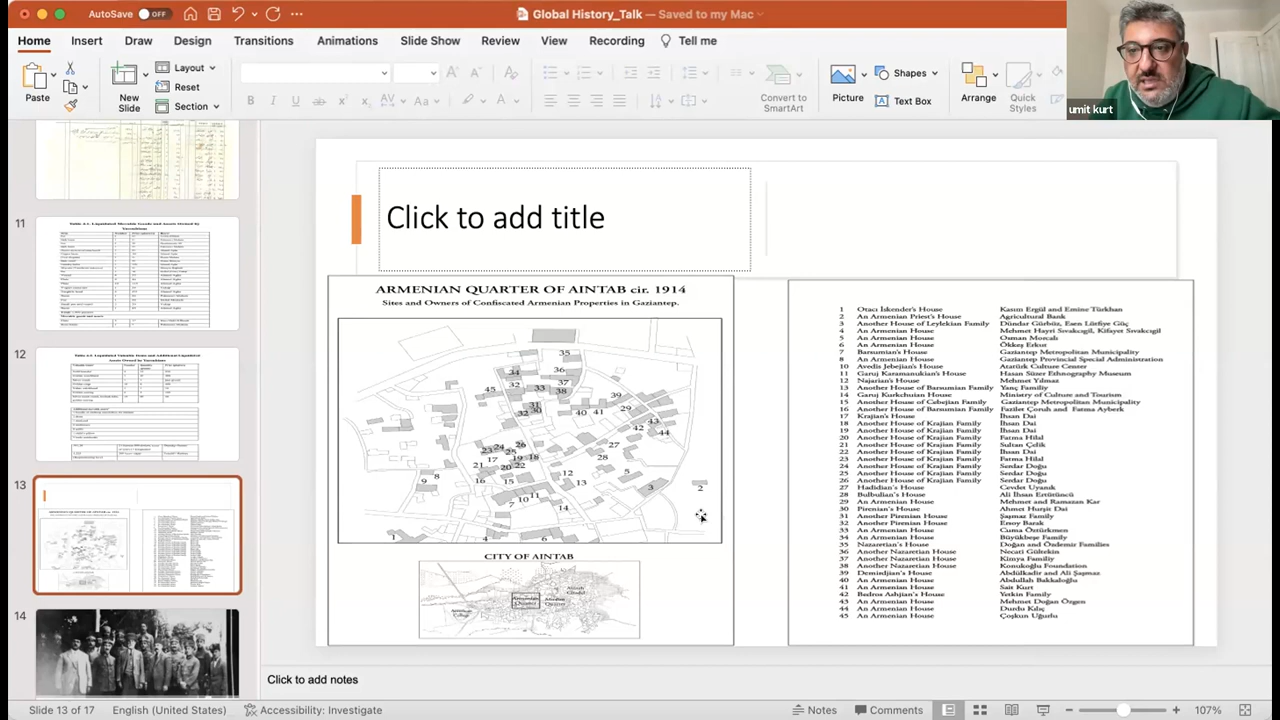 AutoSave OFF
Global History_Talk — Saved to my Mac
Home Insert Draw Design Transitions Animations Slide Show Review View Recording Tell me
Paste
New Slide
Layout
Reset
Section
Convert to SmartArt
Picture
Shapes
Text Box
Arrange
Quick Styles
umit kurt
11
12
13
14
Click to add title
ARMENIAN QUARTER OF AINTAB cir. 1914
Sites and Owners of Confiscated Armenian Properties in Gaziantep.
CITY OF AINTAB
1 Otacı İskender's House Kasım Ergül and Emine Türkhan
2 An Armenian Priest's House Agricultural Bank
3 Another House of Leylekian Family Dündar Gürbüz, Esen Lütfiye Güç
4 An Armenian House Mehmet Hayri Sıvakcıgil, Kifayet Sıvakcıgil
5 An Armenian House Osman Morcalı
6 An Armenian House Ökkeş Erkut
7 Barsumian's House Gaziantep Metropolitan Municipality
8 An Armenian House Gaziantep Provincial Special Administration
10 Avedis Jebejian's House Atatürk Culture Center
11 Garuj Karamanukian's House Hasan Süzer Ethnography Museum
12 Najarian's House Mehmet Yılmaz
13 Another House of Barsumian Family Yanç Family
14 Garuj Kurkchuian House Ministry of Culture and Tourism
15 Another House of Cebejian Family Gaziantep Metropolitan Municipality
16 Another House of Barsumian Family Fazilet Çoruh and Fatma Ayberk
17 Krajian's House İhsan Dai
18 Another House of Krajian Family İhsan Dai
19 Another House of Krajian Family İhsan Dai
20 Another House of Krajian Family Fatma Hilal
21 Another House of Krajian Family Sultan Çelik
22 Another House of Krajian Family İhsan Dai
23 Another House of Krajian Family Fatma Hilal
24 Another House of Krajian Family Serdar Doğu
25 Another House of Krajian Family Serdar Doğu
26 Another House of Krajian Family Serdar Doğu
27 Hadidian's House Cevdet Uyanık
28 Bulbulian's House Ali İhsan Ertütüncü
29 An Armenian House Mehmet and Ramazan Kar
30 Pirenian's House Ahmet Hurşit Dai
31 Another Pirenian House Şaşmaz Family
32 Another Pirenian House Ersoy Barak
33 An Armenian House Cuma Öztürkmen
34 An Armenian House Büyükbeşe Family
35 Nazaretian's House Doğan and Özdemir Families
36 Another Nazaretian House Necati Gültekin
37 Another Nazaretian House Kimya Family
38 Another Nazaretian House Konukoğlu Foundation
39 Demirdjian's House Abdülkadir and Ali Şaşmaz
40 An Armenian House Abdullah Bakkaloğlu
41 An Armenian House Sait Kurt
42 Bedros Ashjian's House Yetkin Family
43 An Armenian House Mehmet Doğan Özgen
44 An Armenian House Durdu Kılıç
45 An Armenian House Coşkun Uğurlu
Click to add notes
Slide 13 of 17 English (United States) Accessibility: Investigate Notes Comments 107%